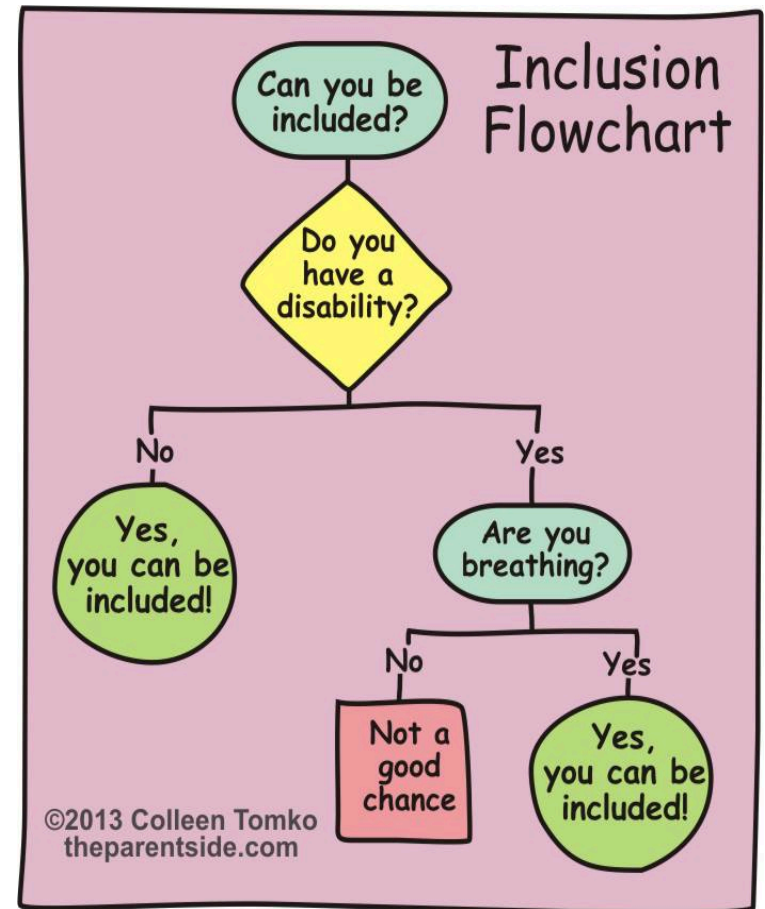 Inclusion
Flowchart
Can you be
included?
Do you
have a
disability?
No
Yes
Yes,
you can be
included!
Are you
breathing?
No
Yes
Not a
good
chance
Yes,
you can be
included!
©2013 Colleen Tomko
theparentside.com